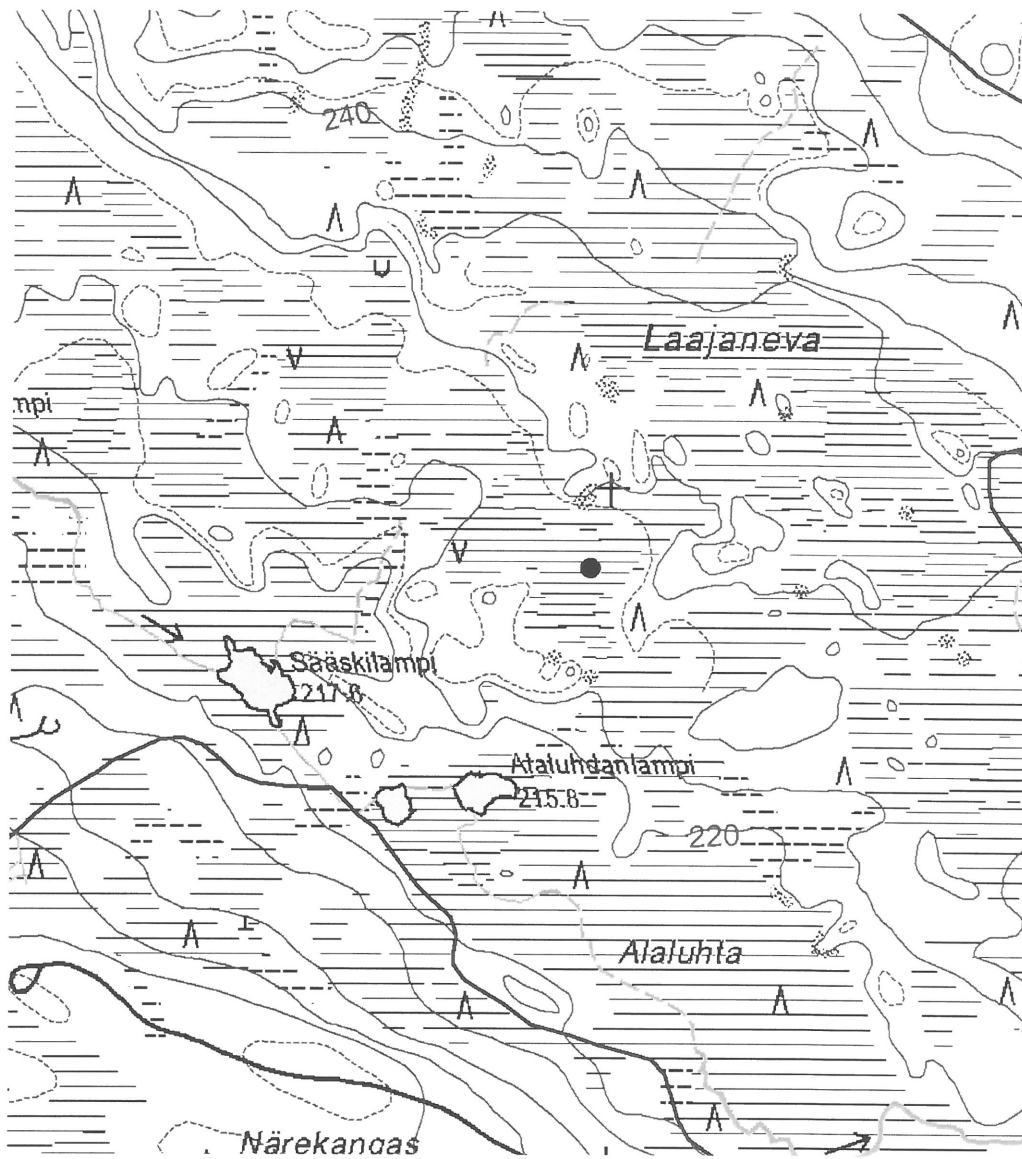 240
Laajaneva
mpi
Sääskilampi
217.6
Alaluhdanlampi
215.8
220
Alaluhta
Närekangas